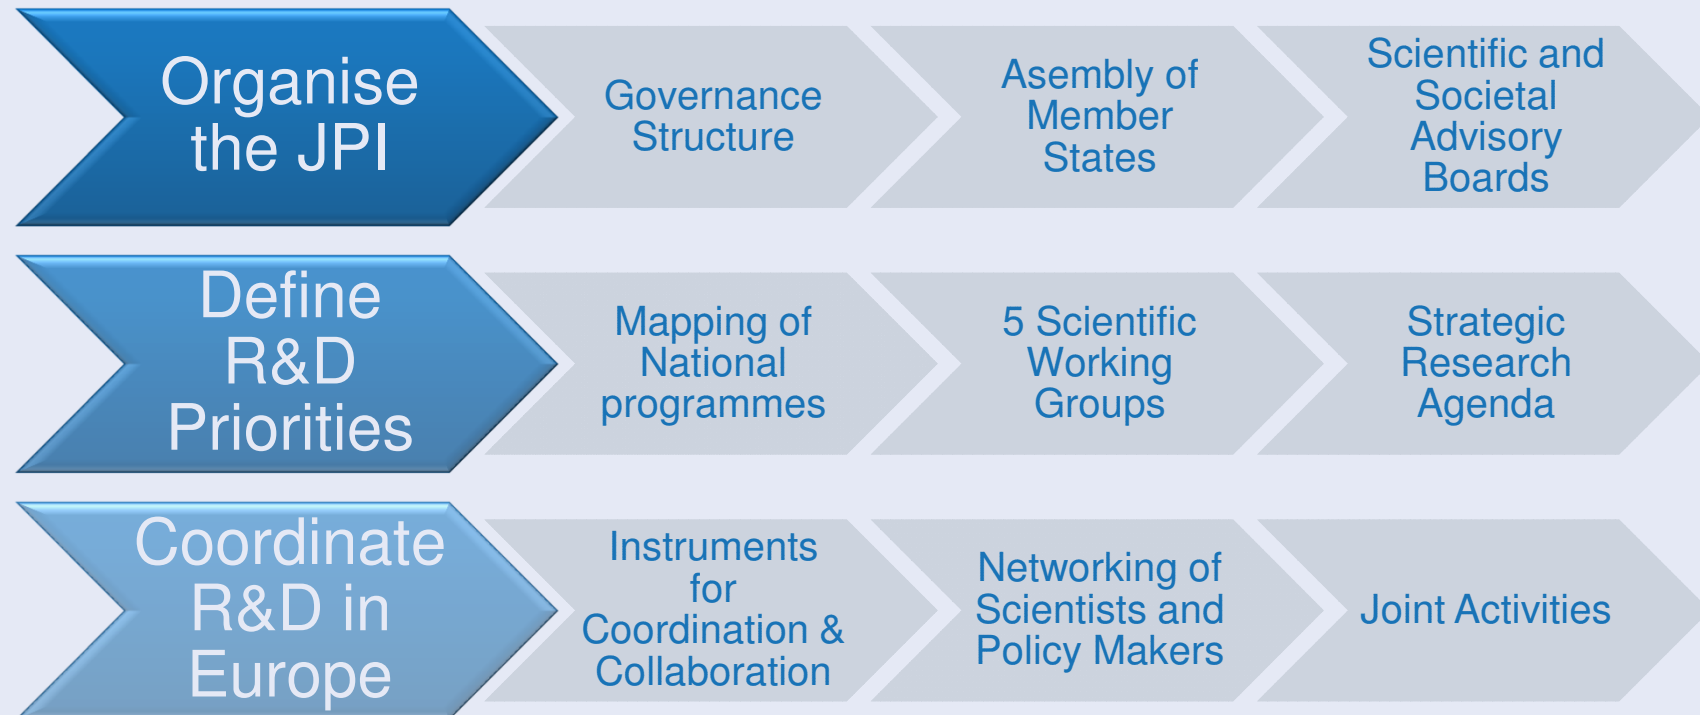 Organise
the JPI
Governance
Structure
Asembly of
Member
States
Scientific and
Societal
Advisory
Boards
Define
R&D
Priorities
Mapping of
National
programmes
5 Scientific
Working
Groups
Strategic
Research
Agenda
Coordinate
R&D in
Europe
Instruments
for
Coordination &
Collaboration
Networking of
Scientists and
Policy Makers
Joint Activities